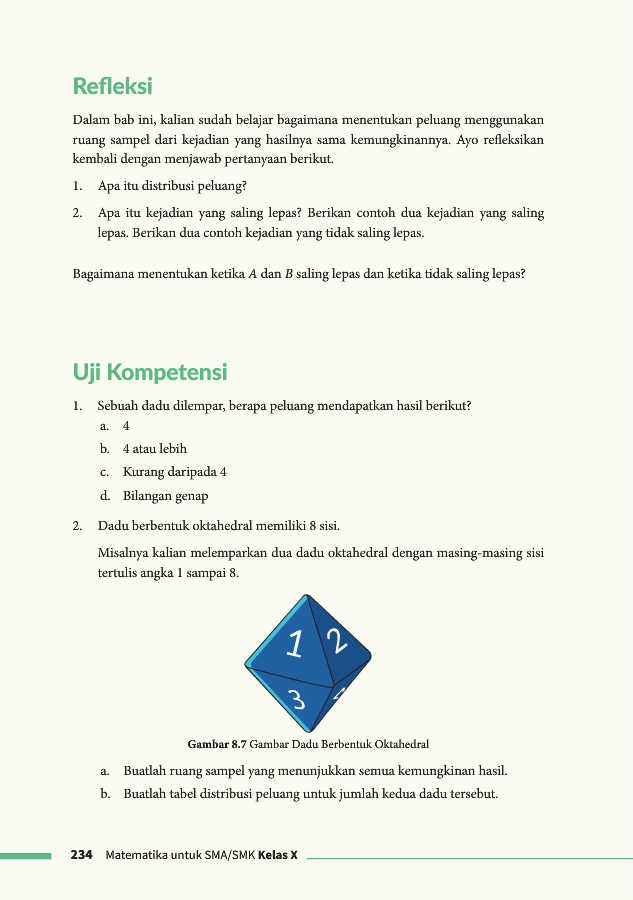 Refleksi
Dalam bab ini, kalian sudah belajar bagaimana menentukan peluang menggunakan
ruang sampel dari kejadian yang hasilnya sama kemungkinannya. Ayo refleksikan
kembali dengan menjawab pertanyaan berikut.
1. Apa itu distribusi peluang?
2. Apa itu kejadian yang saling lepas? Berikan contoh dua kejadian yang saling
lepas. Berikan dua contoh kejadian yang tidak saling lepas.
Bagaimana menentukan ketika A dan B saling lepas dan ketika tidak saling lepas?
Uji Kompetensi
1. Sebuah dadu dilempar, berapa peluang mendapatkan hasil berikut?
a. 4
b. 4 atau lebih
c. Kurang daripada 4
d. Bilangan genap
2. Dadu berbentuk oktahedral memiliki 8 sisi.
Misalnya kalian melemparkan dua dadu oktahedral dengan masing-masing sisi
tertulis angka 1 sampai 8.
1 2
3 4
Gambar 8.7 Gambar Dadu Berbentuk Oktahedral
a. Buatlah ruang sampel yang menunjukkan semua kemungkinan hasil.
b. Buatlah tabel distribusi peluang untuk jumlah kedua dadu tersebut.
234 Matematika untuk SMA/SMK Kelas X